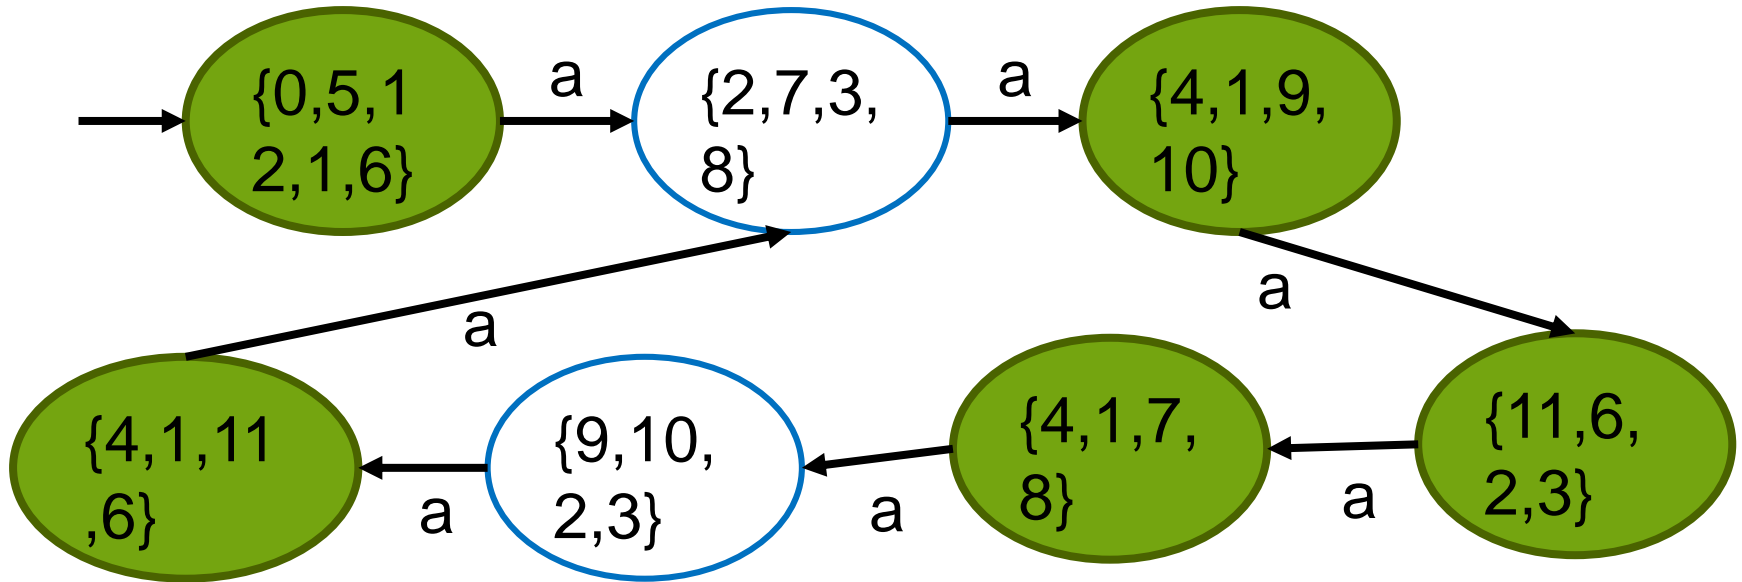 {0,5,1
2,1,6}
a
{2,7,3,
8}
a
{4,1,9,
10}
a
a
{4,1,11
,6}
a
{9,10,
2,3}
a
{4,1,7,
8}
a
{11,6,
2,3}